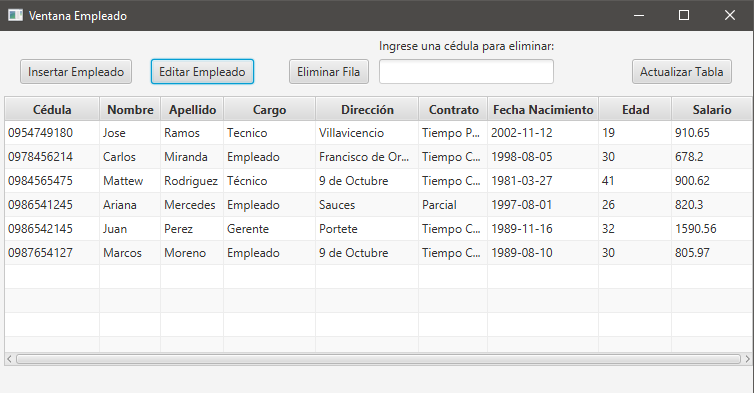 Ventana Empleado
Ingrese una cédula para eliminar:
Insertar Empleado Editar Empleado Eliminar Fila Actualizar Tabla
Cédula Nombre Apellido Cargo Dirección Contrato Fecha Nacimiento Edad Salario
0954749180 Jose Ramos Tecnico Villavicencio Tiempo P... 2002-11-12 19 910.65
0978456214 Carlos Miranda Empleado Francisco de Or... Tiempo C... 1998-08-05 30 678.2
0984565475 Mattew Rodriguez Técnico 9 de Octubre Tiempo C... 1981-03-27 41 900.62
0986541245 Ariana Mercedes Empleado Sauces Parcial 1997-08-01 26 820.3
0986542145 Juan Perez Gerente Portete Tiempo C... 1989-11-16 32 1590.56
0987654127 Marcos Moreno Empleado 9 de Octubre Tiempo C... 1989-08-10 30 805.97